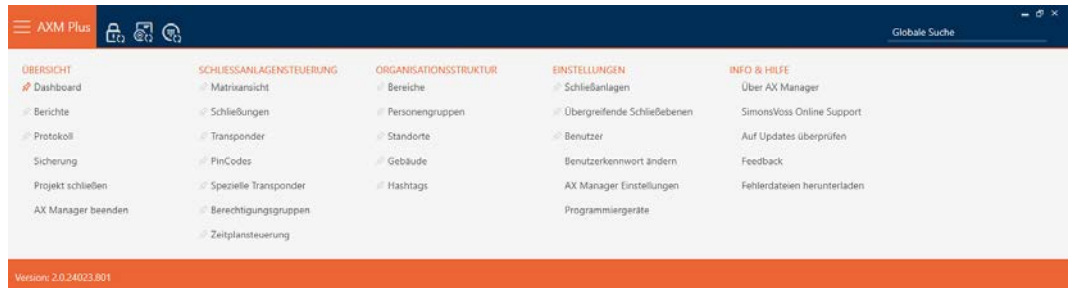 AXM Plus
Globale Suche
ÜBERSICHT
Dashboard
Berichte
Protokoll
Sicherung
Projekt schließen
AX Manager beenden
SCHLIESSANLAGENSTEUERUNG
Matrixansicht
Schließungen
Transponder
PinCodes
Spezielle Transponder
Berechtigungsgruppen
Zeitplansteuerung
ORGANISATIONSSTRUKTUR
Bereiche
Personengruppen
Standorte
Gebäude
Hashtags
EINSTELLUNGEN
Schließanlagen
Übergreifende Schließebenen
Benutzer
Benutzerkennwort ändern
AX Manager Einstellungen
Programmiergeräte
INFO & HILFE
Über AX Manager
SimonsVoss Online Support
Auf Updates überprüfen
Feedback
Fehlerdateien herunterladen
Version: 2.0.24023.801